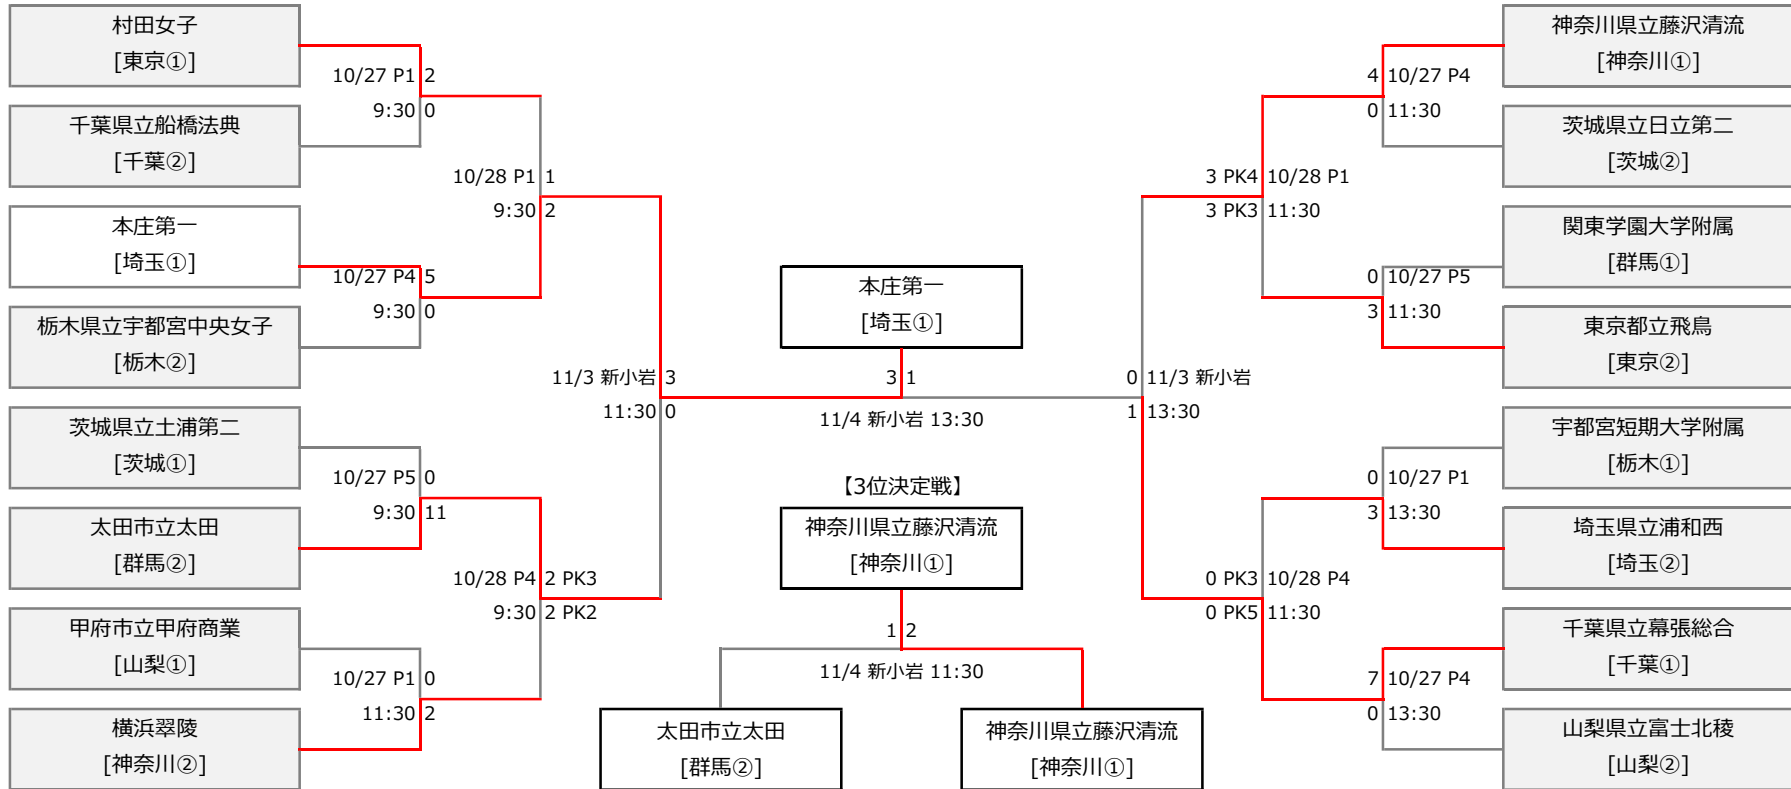 村田女子
[東京①]
10/27 P1 2
9:30 0
千葉県立船橋法典
[千葉②]
10/28 P1 1
9:30 2
本庄第一
[埼玉①]
10/27 P4 5
9:30 0
栃木県立宇都宮中央女子
[栃木②]
11/3 新小岩 3
11:30 0
茨城県立土浦第二
[茨城①]
10/27 P5 0
9:30 11
太田市立太田
[群馬②]
10/28 P4 2 PK3
9:30 2 PK2
甲府市立甲府商業
[山梨①]
10/27 P1 0
11:30 2
横浜翠陵
[神奈川②]
本庄第一
[埼玉①]
3 1
11/4 新小岩 13:30
【3位決定戦】
神奈川県立藤沢清流
[神奈川①]
1 2
11/4 新小岩 11:30
太田市立太田
[群馬②]
神奈川県立藤沢清流
[神奈川①]
神奈川県立藤沢清流
[神奈川①]
4 10/27 P4
0 11:30
茨城県立日立第二
[茨城②]
3 PK4 10/28 P1
3 PK3 11:30
関東学園大学附属
[群馬①]
0 10/27 P5
3 11:30
東京都立飛鳥
[東京②]
0 11/3 新小岩
1 13:30
宇都宮短期大学附属
[栃木①]
0 10/27 P1
3 13:30
埼玉県立浦和西
[埼玉②]
0 PK3 10/28 P4
0 PK5 11:30
千葉県立幕張総合
[千葉①]
7 10/27 P4
0 13:30
山梨県立富士北稜
[山梨②]